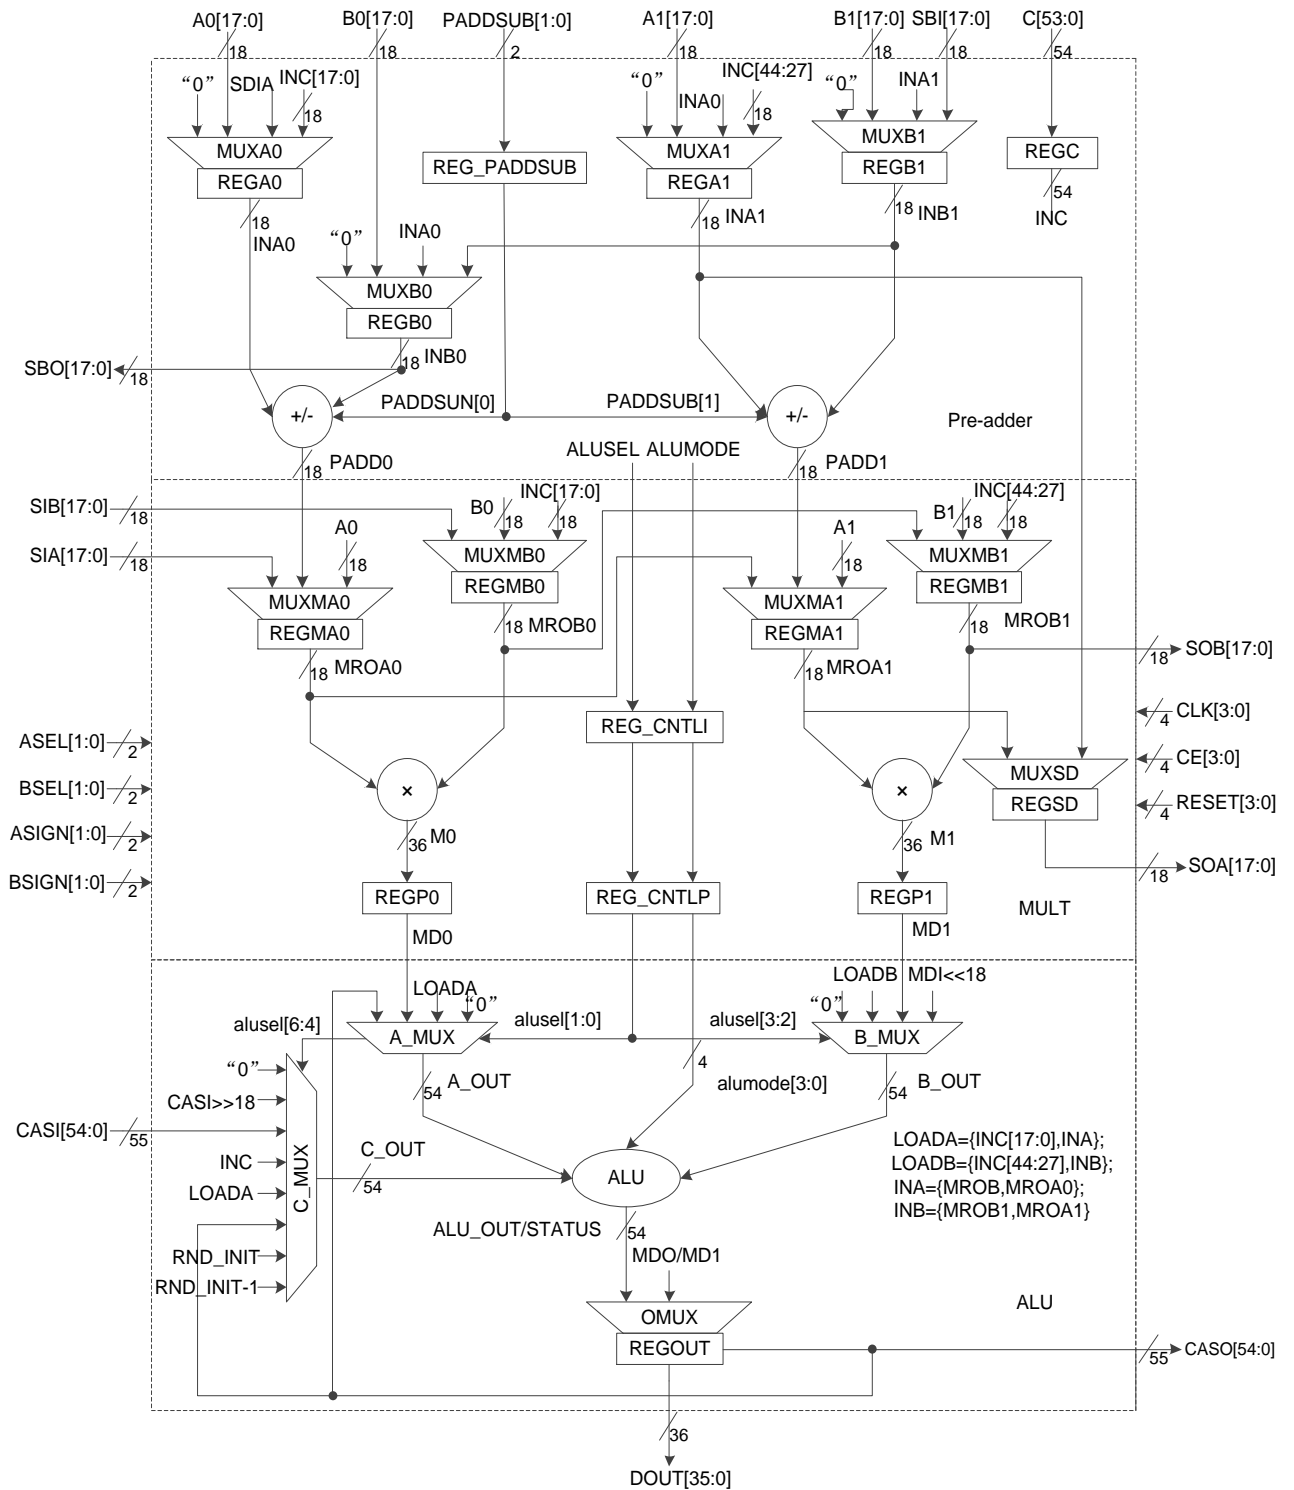 A0[17:0]
B0[17:0]
PADDSUB[1:0]
A1[17:0]
B1[17:0]
SBI[17:0]
C[53:0]
18
18
2
18
18
18
54
“0”
SDIA
INC[17:0]
18
“0”
INA0
INC[44:27]
18
“0”
INA1
MUXA0
REGA0
REG_PADDSUB
MUXA1
REGA1
MUXB1
REGB1
REGC
18
INA0
18
INA1
18
INB1
54
INC
“0”
INA0
MUXB0
REGB0
18
INB0
SBO[17:0]
18
+/-
PADDSUN[0]
PADDSUB[1]
+/-
Pre-adder
18
PADD0
ALUSEL
ALUMODE
18
PADD1
SIB[17:0]
18
B0
18
INC[17:0]
18
B1
18
INC[44:27]
18
SIA[17:0]
18
A0
18
MUXMB0
REGMB0
A1
18
MUXMB1
REGMB1
MUXMA0
REGMA0
18
MROB0
MUXMA1
REGMA1
18
MROB1
18
MROA0
18
MROA1
18
SOB[17:0]
ASEL[1:0]
2
REG_CNTLI
4
CLK[3:0]
BSEL[1:0]
2
×
×
MUXSD
REGSD
4
CE[3:0]
4
RESET[3:0]
ASIGN[1:0]
2
36
M0
36
M1
18
SOA[17:0]
BSIGN[1:0]
2
REGP0
REG_CNTLP
REGP1
MULT
MD0
MD1
LOADA
“0”
“0”
LOADB
MDI<<18
alusel[6:4]
A_MUX
alusel[1:0]
alusel[3:2]
B_MUX
“0”
54
A_OUT
4
alumode[3:0]
54
B_OUT
CASI>>18
CASI[54:0]
55
INC
LOADA
RND_INIT
RND_INIT-1
C_MUX
C_OUT
54
ALU
LOADA={INC[17:0],INA};
LOADB={INC[44:27],INB};
INA={MROB,MROA0};
INB={MROB1,MROA1}
ALU_OUT/STATUS
54
MDO/MD1
OMUX
REGOUT
ALU
55
CASO[54:0]
36
DOUT[35:0]